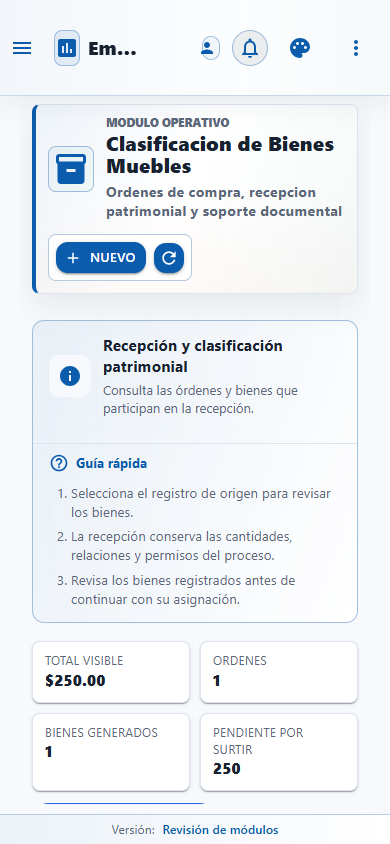 Em...
MODULO OPERATIVO
Clasificacion de Bienes
Muebles
Ordenes de compra, recepcion
patrimonial y soporte documental
NUEVO
Recepción y clasificación
patrimonial
Consulta las órdenes y bienes que
participan en la recepción.
Guía rápida
1. Selecciona el registro de origen para revisar
los bienes.
2. La recepción conserva las cantidades,
relaciones y permisos del proceso.
3. Revisa los bienes registrados antes de
continuar con su asignación.
TOTAL VISIBLE
$250.00
ORDENES
1
BIENES GENERADOS
1
PENDIENTE POR
SURTIR
250
Versión: Revisión de módulos